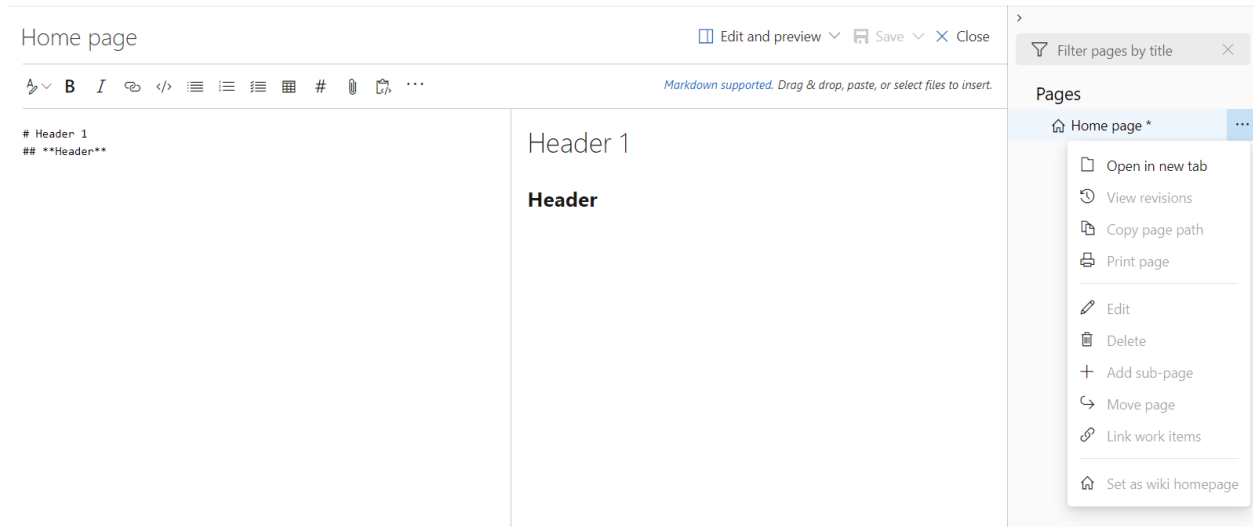 Home page
Edit and preview
Save
Close
B I </> # ...
Markdown supported. Drag & drop, paste, or select files to insert.
# Header 1
## **Header**
Header 1
Header
Filter pages by title
Pages
Home page *
Open in new tab
View revisions
Copy page path
Print page
Edit
Delete
Add sub-page
Move page
Link work items
Set as wiki homepage